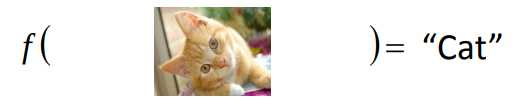 f( ) = “Cat”